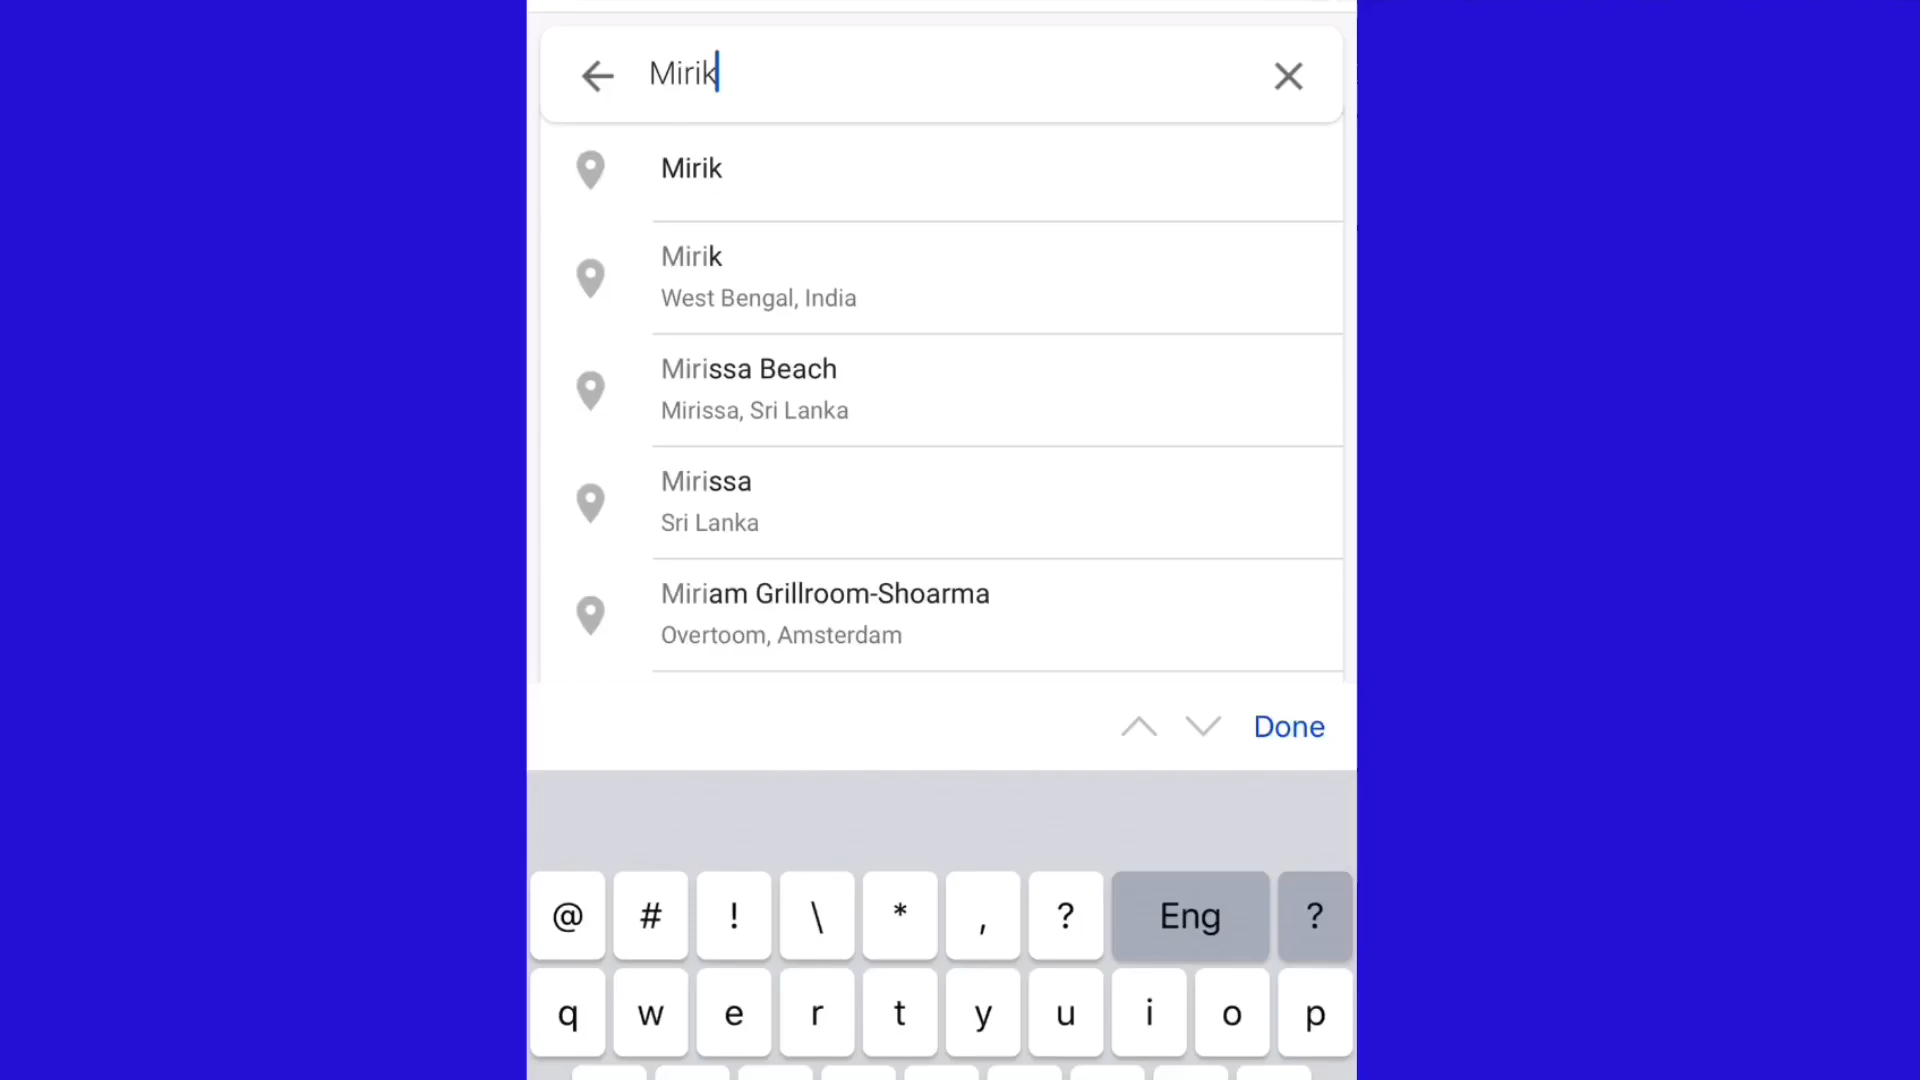 Mirik
Mirik
Mirik
West Bengal, India
Mirissa Beach
Mirissa, Sri Lanka
Mirissa
Sri Lanka
Miriam Grillroom-Shoarma
Overtoom, Amsterdam
Done
@ # ! \ * , ? Eng ?
q w e r t y u i o p